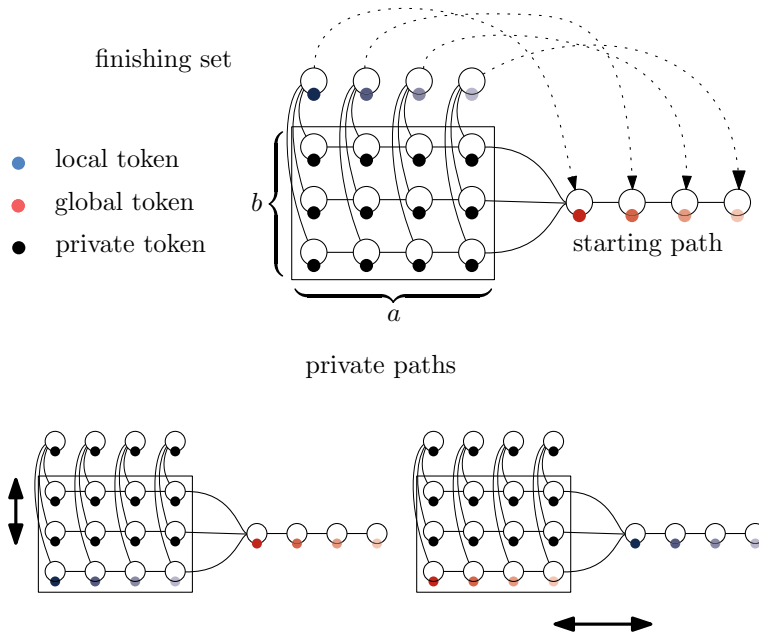 finishing set
local token
global token
private token
b
starting path
a
private paths